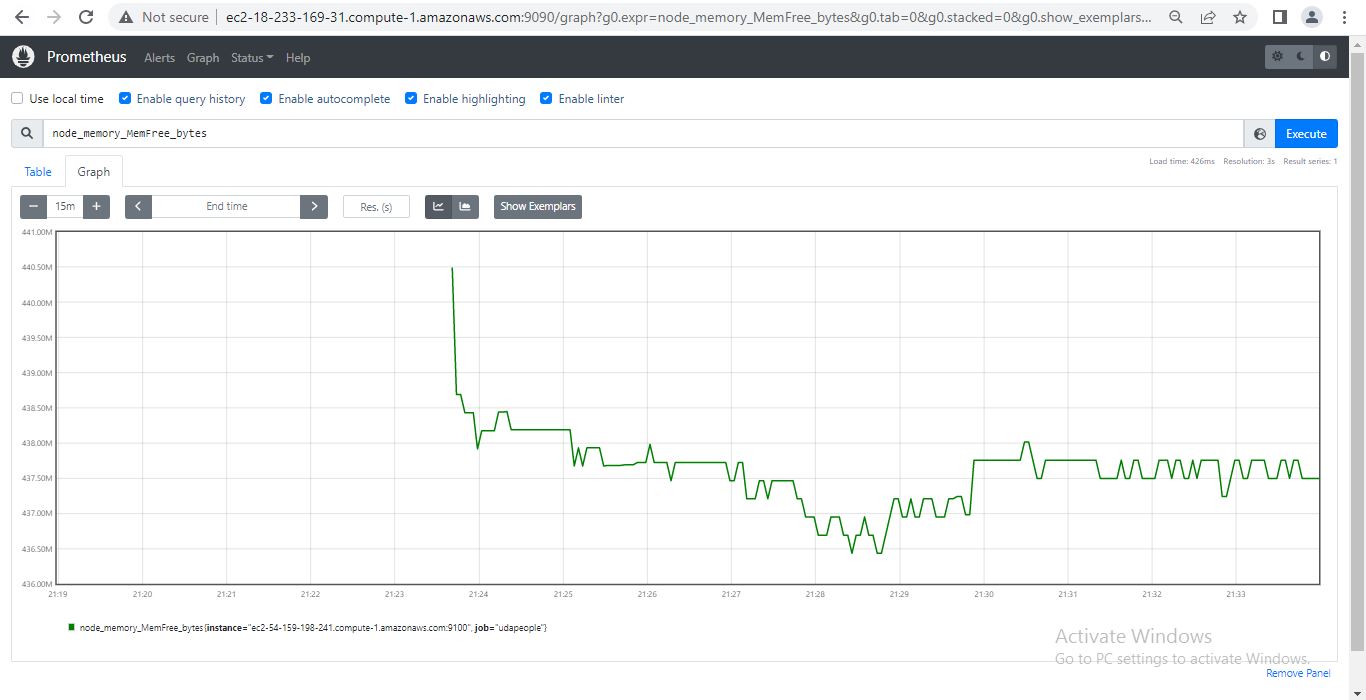 Not secure | ec2-18-233-169-31.compute-1.amazonaws.com:9090/graph?g0.expr=node_memory_MemFree_bytes&g0.tab=0&g0.stacked=0&g0.show_exemplars...
Prometheus Alerts Graph Status Help
Use local time Enable query history Enable autocomplete Enable highlighting Enable linter
node_memory_MemFree_bytes Execute
Load time: 426ms Resolution: 3s Result series: 1
Table Graph
− 15m + < End time > Res. (s) Show Exemplars
441.00M
440.50M
440.00M
439.50M
439.00M
438.50M
438.00M
437.50M
437.00M
436.50M
436.00M
21:19 21:20 21:21 21:22 21:23 21:24 21:25 21:26 21:27 21:28 21:29 21:30 21:31 21:32 21:33
node_memory_MemFree_bytes{instance="ec2-54-159-198-241.compute-1.amazonaws.com:9100", job="udapeople"}
Activate Windows
Go to PC settings to activate Windows.
Remove Panel